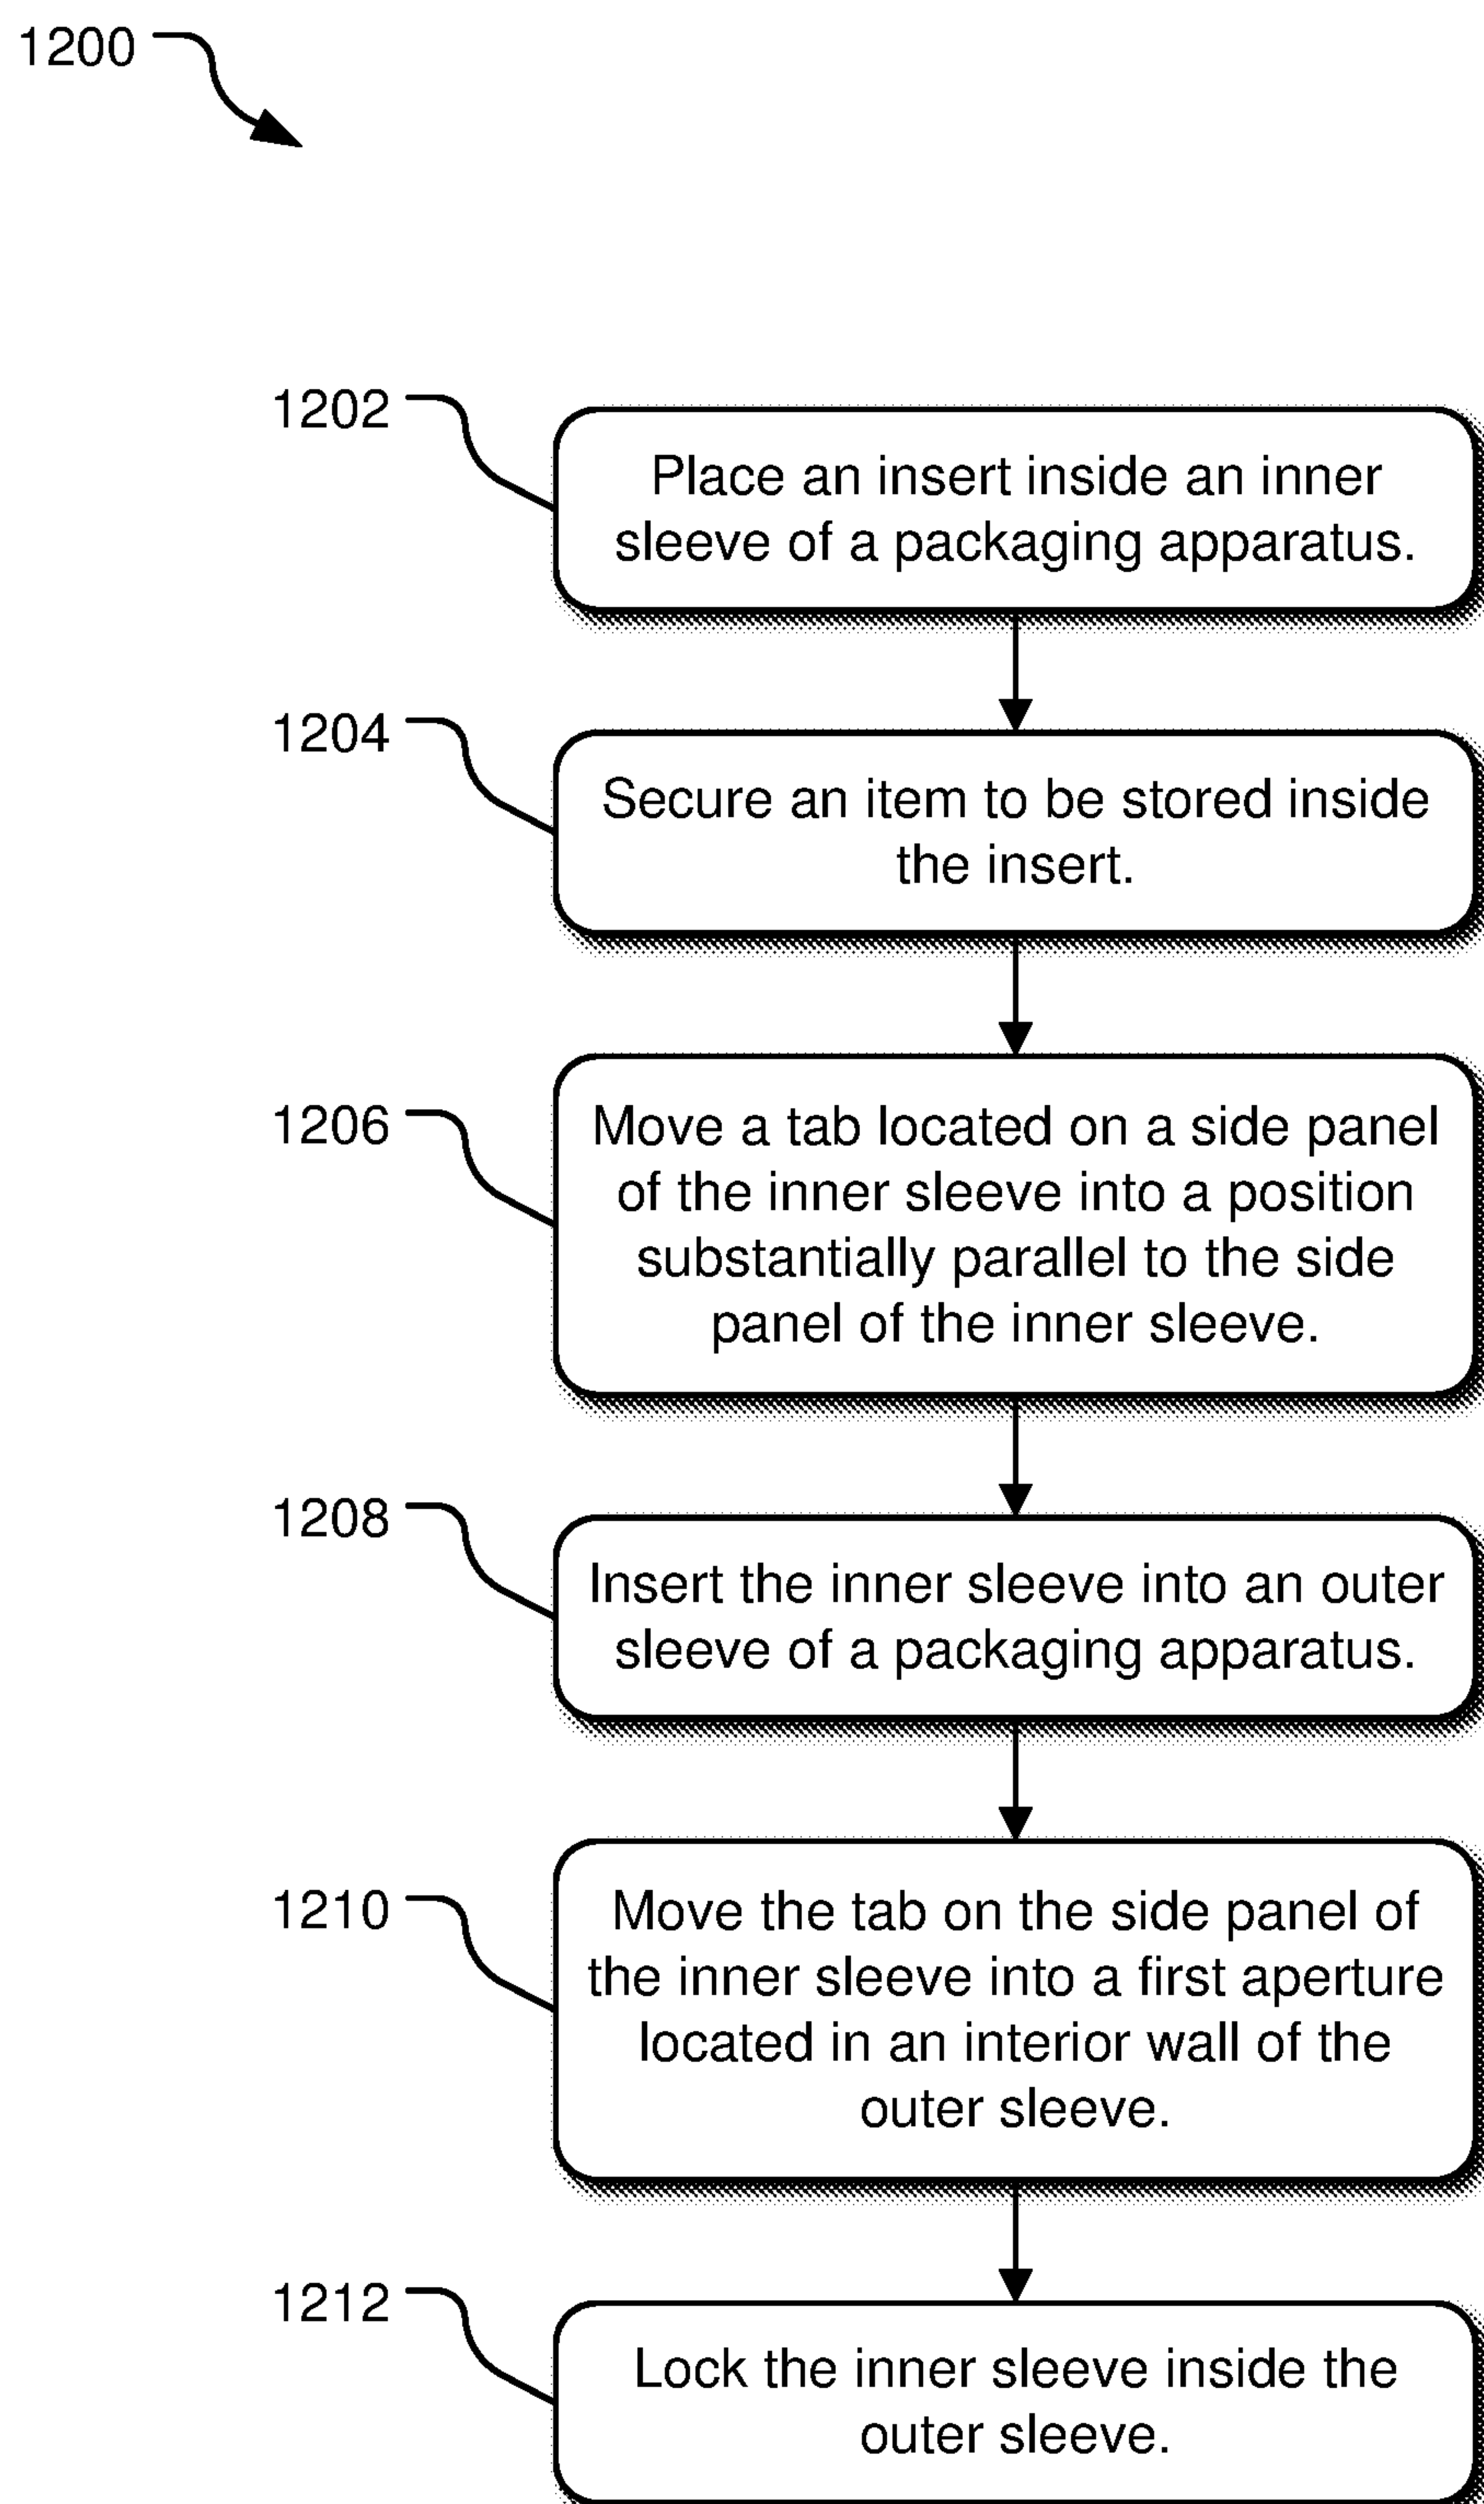 1200
1202
Place an insert inside an inner
sleeve of a packaging apparatus.
1204
Secure an item to be stored inside
the insert.
1206
Move a tab located on a side panel
of the inner sleeve into a position
substantially parallel to the side
panel of the inner sleeve.
1208
Insert the inner sleeve into an outer
sleeve of a packaging apparatus.
1210
Move the tab on the side panel of
the inner sleeve into a first aperture
located in an interior wall of the
outer sleeve.
1212
Lock the inner sleeve inside the
outer sleeve.